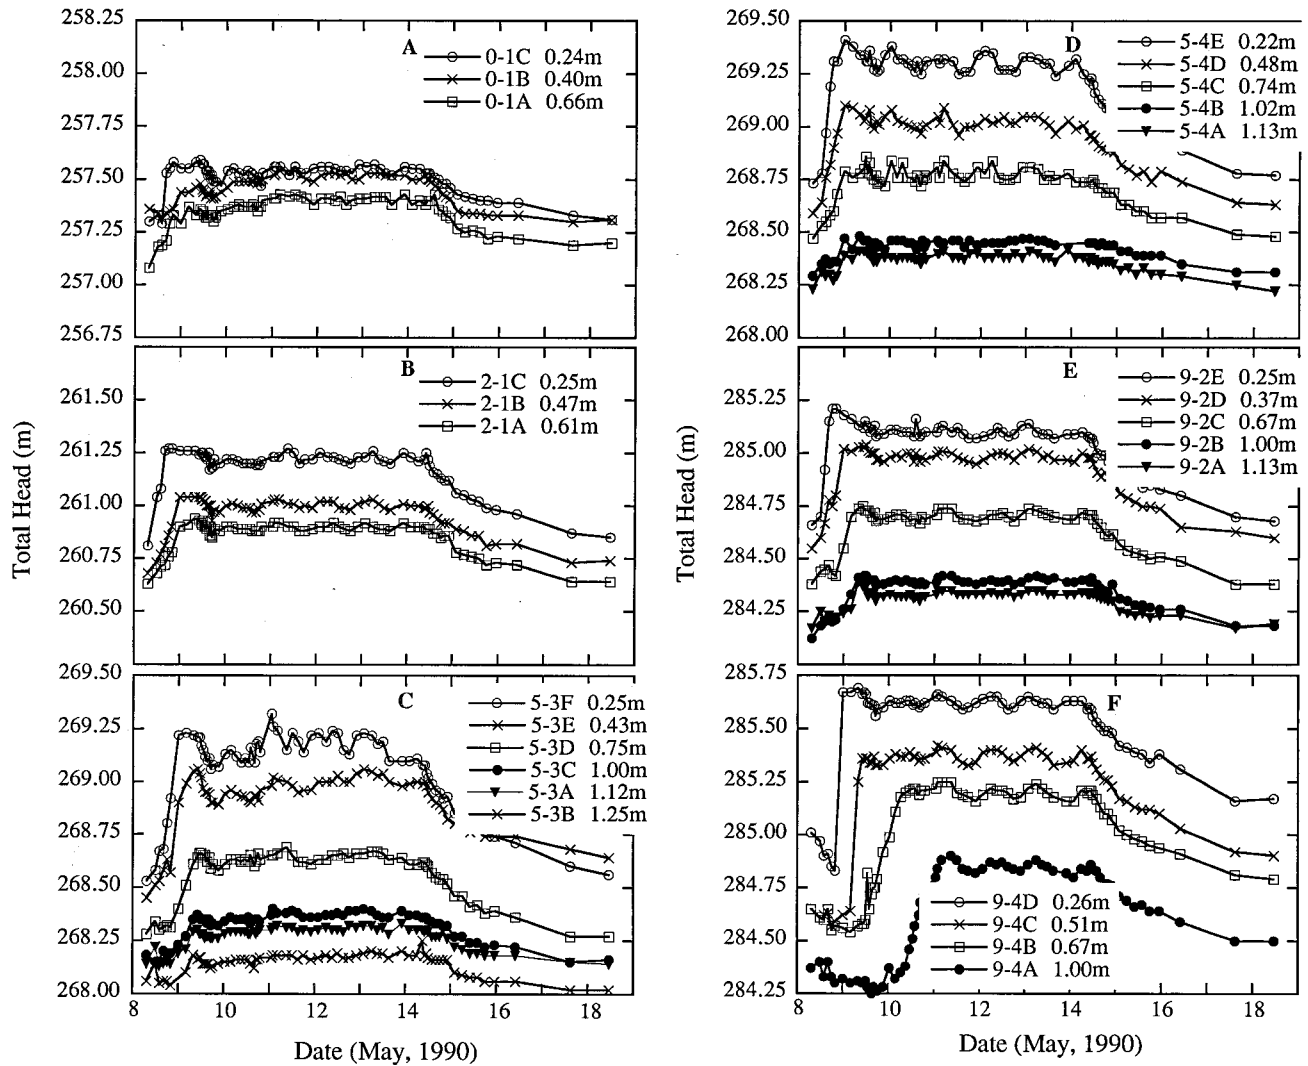 258.25
258.00
257.75
257.50
257.25
257.00
256.75
A
0-1C 0.24m
0-1B 0.40m
0-1A 0.66m
261.50
261.25
261.00
260.75
260.50
B
2-1C 0.25m
2-1B 0.47m
2-1A 0.61m
Total Head (m)
269.50
269.25
269.00
268.75
268.50
268.25
268.00
C
5-3F 0.25m
5-3E 0.43m
5-3D 0.75m
5-3C 1.00m
5-3A 1.12m
5-3B 1.25m
8 10 12 14 16 18
Date (May, 1990)
269.50
269.25
269.00
268.75
268.50
268.25
268.00
D
5-4E 0.22m
5-4D 0.48m
5-4C 0.74m
5-4B 1.02m
5-4A 1.13m
285.25
285.00
284.75
284.50
284.25
E
9-2E 0.25m
9-2D 0.37m
9-2C 0.67m
9-2B 1.00m
9-2A 1.13m
Total Head (m)
285.75
285.50
285.25
285.00
284.75
284.50
284.25
F
9-4D 0.26m
9-4C 0.51m
9-4B 0.67m
9-4A 1.00m
8 10 12 14 16 18
Date (May, 1990)